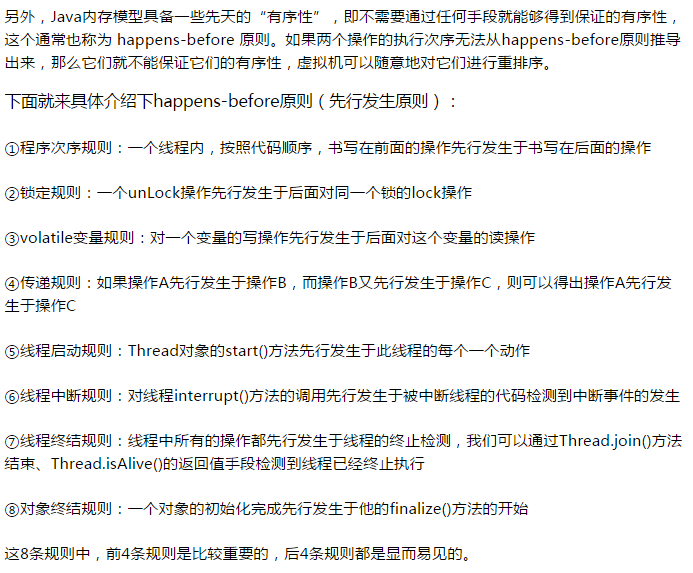 另外，Java内存模型具备一些先天的“有序性”，即不需要通过任何手段就能够得到保证的有序性，
这个通常也称为 happens-before 原则。如果两个操作的执行次序无法从happens-before原则推导
出来，那么它们就不能保证它们的有序性，虚拟机可以随意地对它们进行重排序。
下面就来具体介绍下happens-before原则（先行发生原则）：
①程序次序规则：一个线程内，按照代码顺序，书写在前面的操作先行发生于书写在后面的操作
②锁定规则：一个unLock操作先行发生于后面对同一个锁的lock操作
③volatile变量规则：对一个变量的写操作先行发生于后面对这个变量的读操作
④传递规则：如果操作A先行发生于操作B，而操作B又先行发生于操作C，则可以得出操作A先行发
生于操作C
⑤线程启动规则：Thread对象的start()方法先行发生于此线程的每个一个动作
⑥线程中断规则：对线程interrupt()方法的调用先行发生于被中断线程的代码检测到中断事件的发生
⑦线程终结规则：线程中所有的操作都先行发生于线程的终止检测，我们可以通过Thread.join()方法
结束、Thread.isAlive()的返回值手段检测到线程已经终止执行
⑧对象终结规则：一个对象的初始化完成先行发生于他的finalize()方法的开始
这8条规则中，前4条规则是比较重要的，后4条规则都是显而易见的。